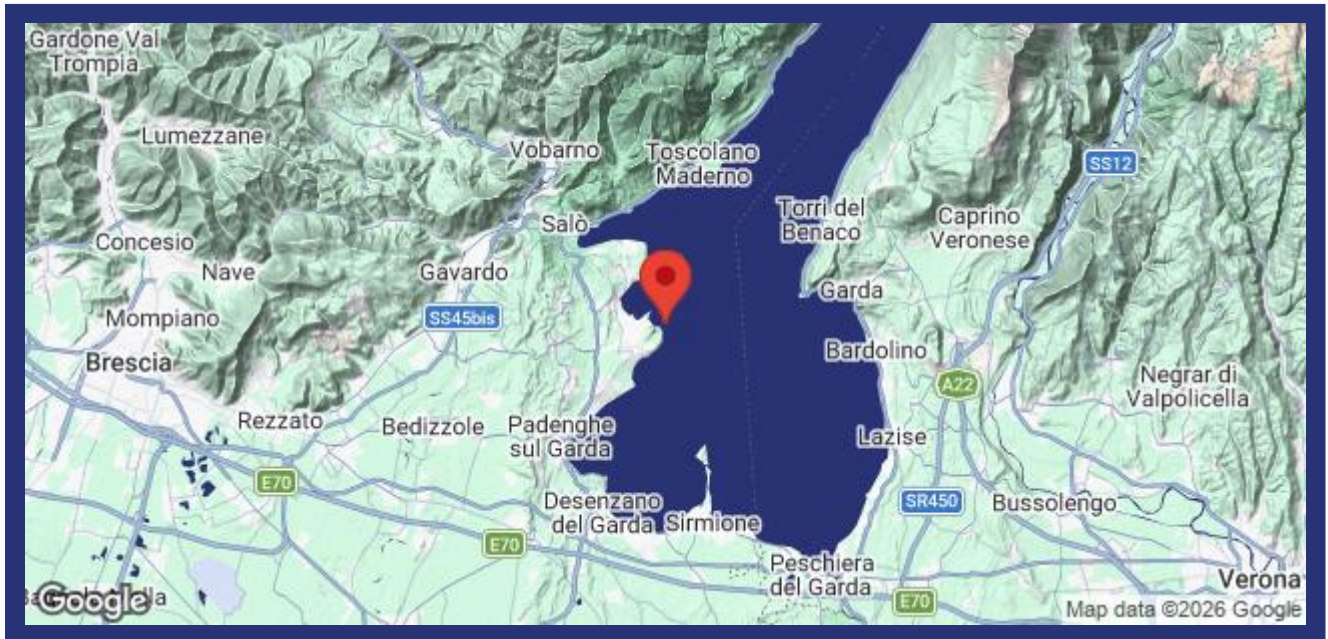 Gardone Val
Trompia
Lumezzane
Vobarno
Toscolano
Maderno
SS12
Salò
Torri del
Benaco
Caprino
Veronese
Concesio
Nave
Gavardo
Garda
Mompiano
SS45bis
Brescia
Bardolino
A22
Negrar di
Valpolicella
Rezzato
Bedizzole
Padenghe
sul Garda
Lazise
E70
Desenzano
del Garda
Sirmione
SR450
Bussolengo
E70
Peschiera
del Garda
Verona
E70
Google
Map data ©2026 Google